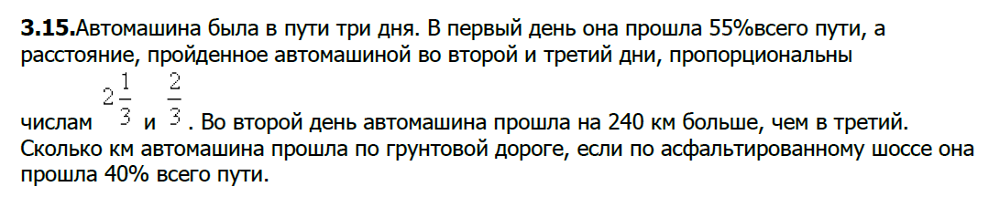 3.15.Автомашина была в пути три дня. В первый день она прошла 55%всего пути, а
расстояние, пройденное автомашиной во второй и третий дни, пропорциональны
числам 2 1/3 и 2/3 . Во второй день автомашина прошла на 240 км больше, чем в третий.
Сколько км автомашина прошла по грунтовой дороге, если по асфальтированному шоссе она
прошла 40% всего пути.